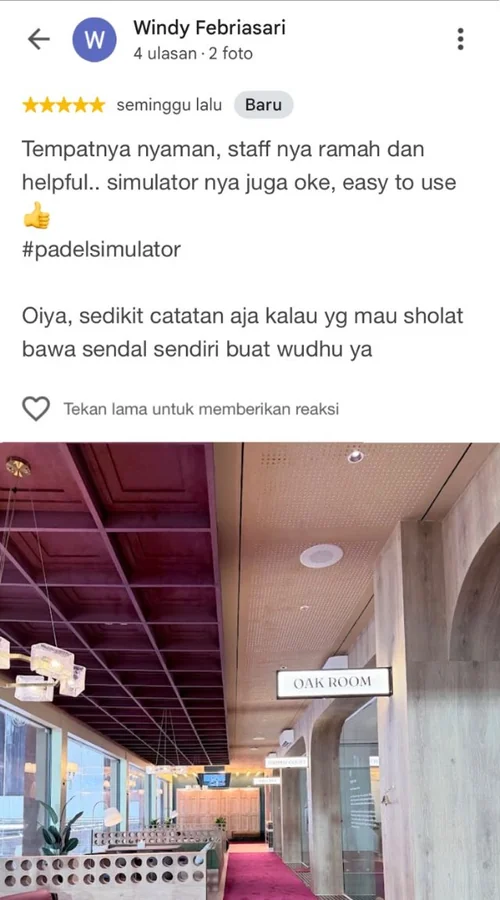 W
Windy Febriasari
4 ulasan · 2 foto
seminggu lalu Baru
Tempatnya nyaman, staff nya ramah dan
helpful.. simulator nya juga oke, easy to use
👍
#padelsimulator
Oiya, sedikit catatan aja kalau yg mau sholat
bawa sendal sendiri buat wudhu ya
Tekan lama untuk memberikan reaksi
OAK ROOM